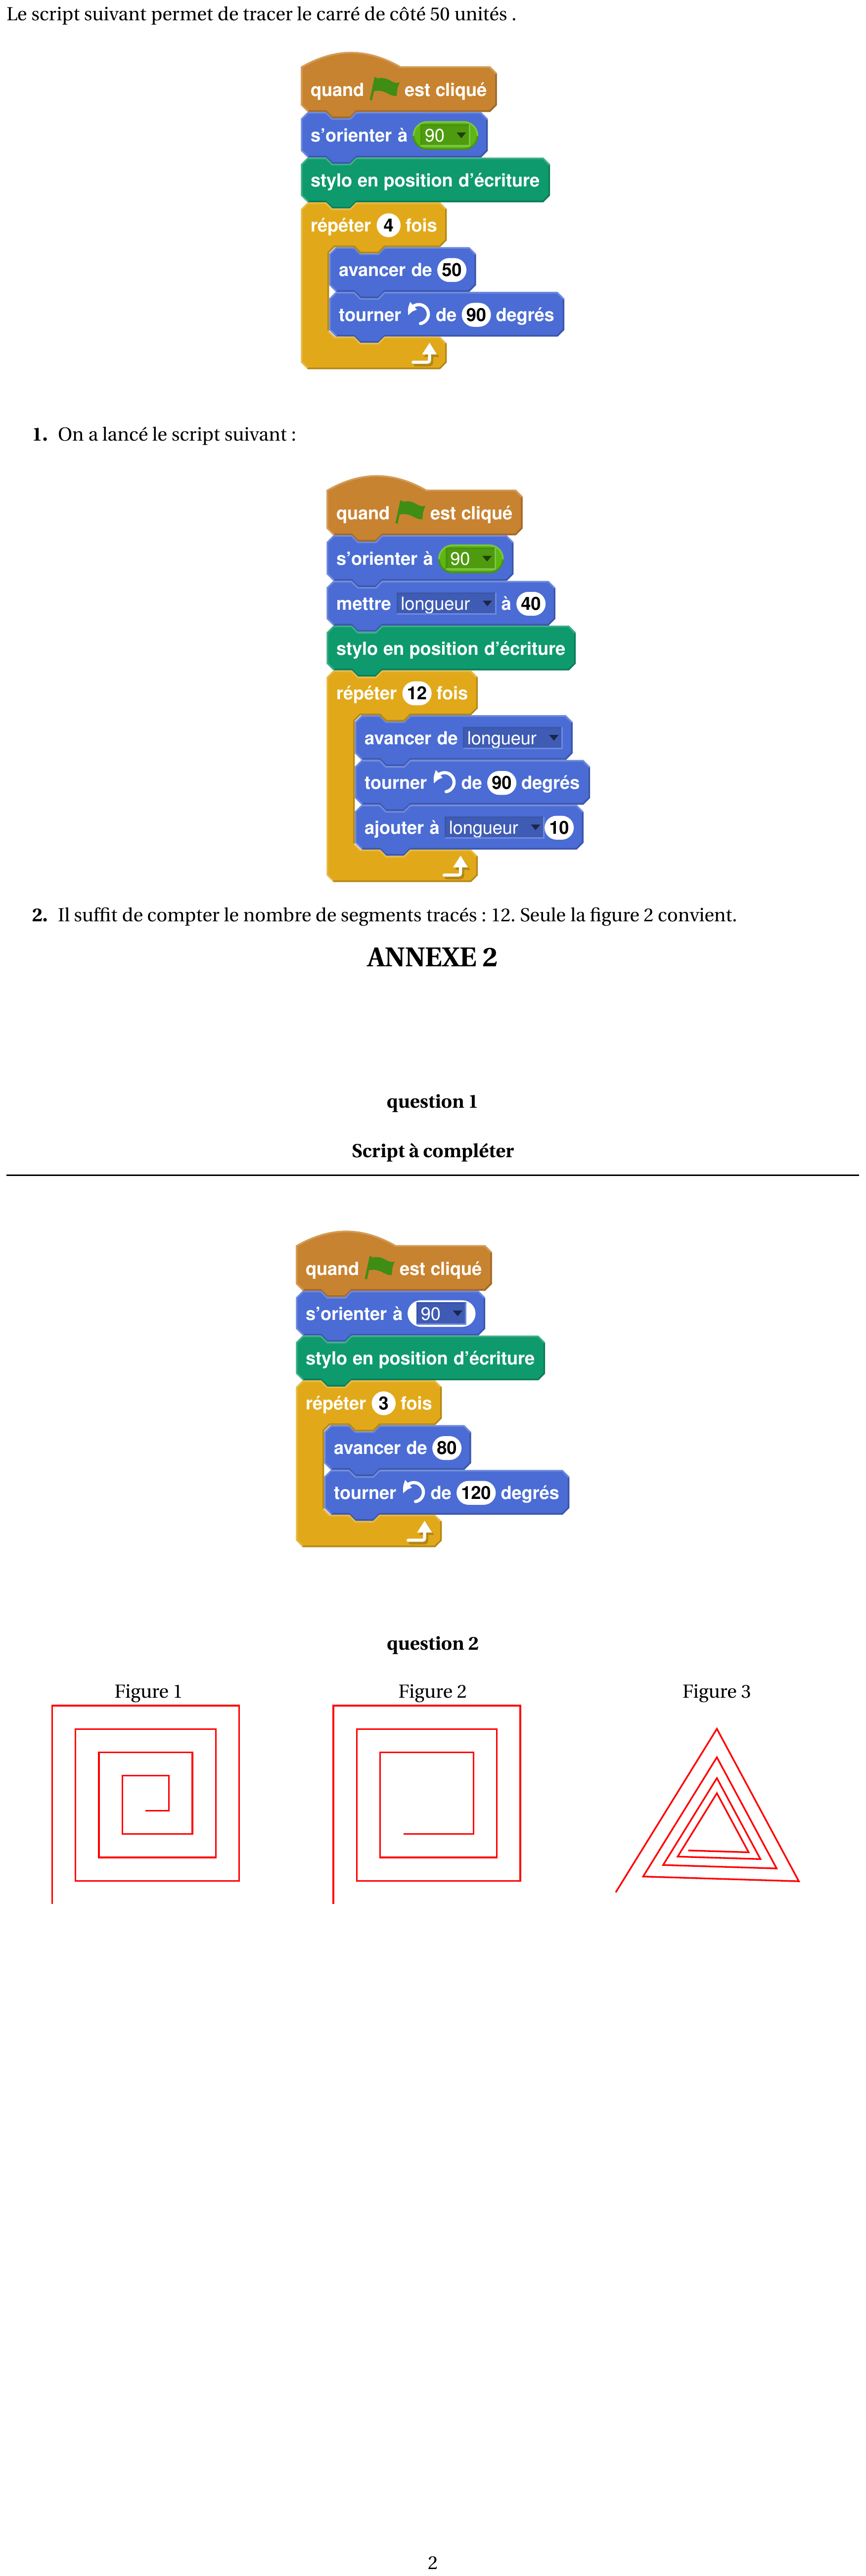 Le script suivant permet de tracer le carré de côté 50 unités .
quand est cliqué
s'orienter à 90
stylo en position d'écriture
répéter 4 fois
avancer de 50
tourner de 90 degrés
1. On a lancé le script suivant :
quand est cliqué
s'orienter à 90
mettre longueur à 40
stylo en position d'écriture
répéter 12 fois
avancer de longueur
tourner de 90 degrés
ajouter à longueur 10
2. Il suffit de compter le nombre de segments tracés : 12. Seule la figure 2 convient.
ANNEXE 2
question 1
Script à compléter
quand est cliqué
s'orienter à 90
stylo en position d'écriture
répéter 3 fois
avancer de 80
tourner de 120 degrés
question 2
Figure 1 Figure 2 Figure 3
2